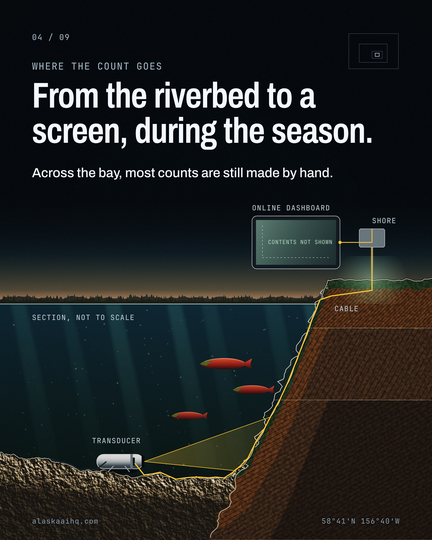 04 / 09
WHERE THE COUNT GOES
From the riverbed to a
screen, during the season.
Across the bay, most counts are still made by hand.
ONLINE DASHBOARD
SHORE
CONTENTS NOT SHOWN
CABLE
SECTION, NOT TO SCALE
TRANSDUCER
alaskaaihq.com
58°41'N 156°40'W